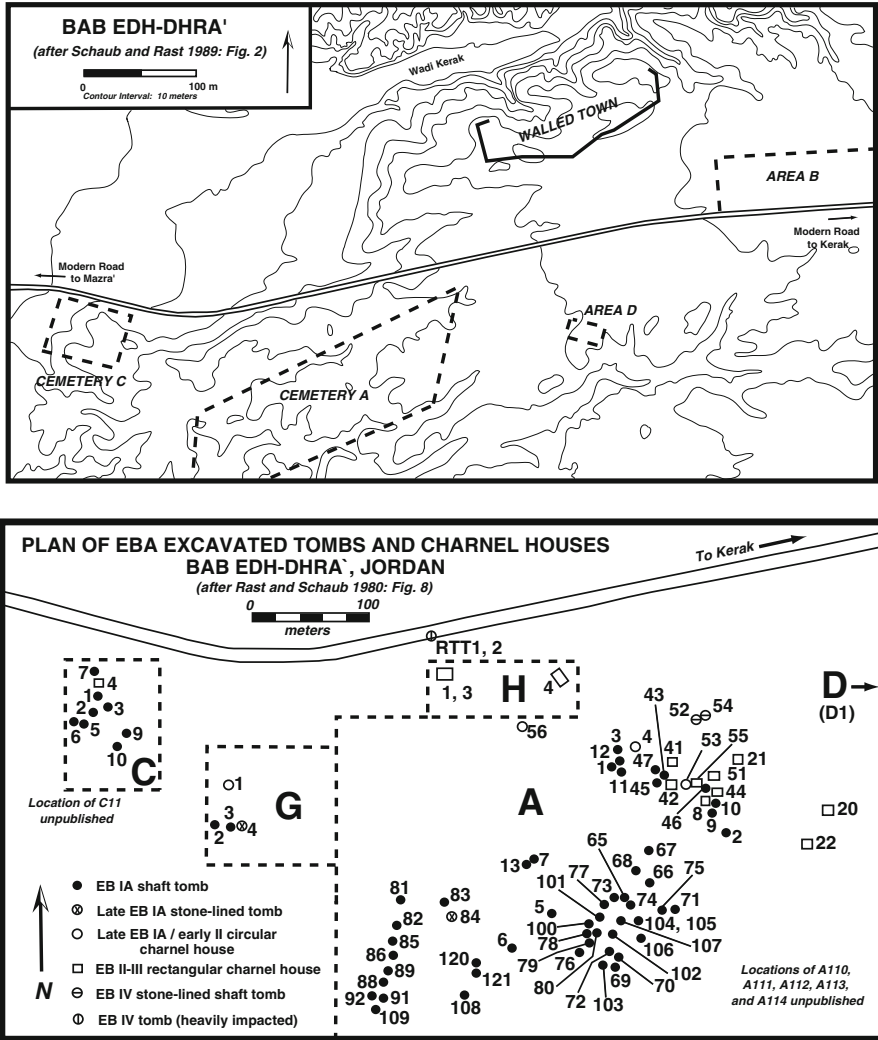 BAB EDH-DHRA'
(after Schaub and Rast 1989: Fig. 2)
0 100 m
Contour Interval: 10 meters
Wadi Kerak
WALLED TOWN
AREA B
Modern Road
to Kerak
Modern Road
to Mazra'
AREA D
CEMETERY C
CEMETERY A
PLAN OF EBA EXCAVATED TOMBS AND CHARNEL HOUSES
BAB EDH-DHRA`, JORDAN
(after Rast and Schaub 1980: Fig. 8)
0 100
meters
To Kerak
RTT1, 2
7
4
1
2
3
6
5
9
10
C
Location of C11
unpublished
1
3
2
4
G
1, 3
4
H
56
D
(D1)
A
43
52
54
3
4
41
53
55
12
47
21
1
51
11
45
42
44
8
10
46
9
2
20
22
65
67
13
7
77
68
66
75
101
73
74
71
5
100
104, 105
78
106
107
6
79
76
102
80
72
69
70
103
81
83
82
84
85
86
89
120
88
121
92
91
109
108
EB IA shaft tomb
Late EB IA stone-lined tomb
Late EB IA / early II circular
charnel house
EB II-III rectangular charnel house
EB IV stone-lined shaft tomb
EB IV tomb (heavily impacted)
N
Locations of A110,
A111, A112, A113,
and A114 unpublished